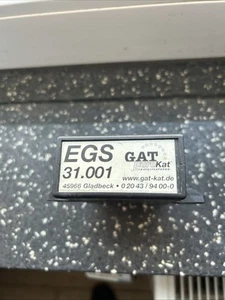 EGS GAT
31.001 Kat
www.gat-kat.de
45966 Gladbeck • 0 20 43 / 94 00-0